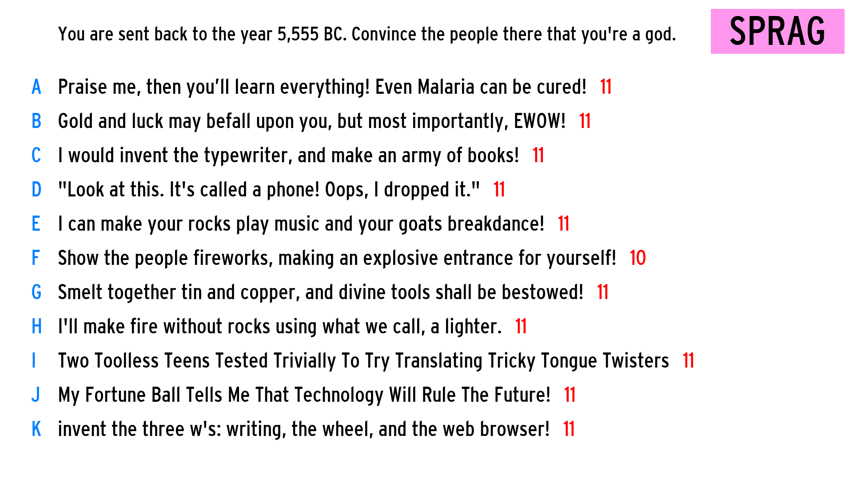 You are sent back to the year 5,555 BC. Convince the people there that you're a god.
SPRAG
A Praise me, then you'll learn everything! Even Malaria can be cured! 11
B Gold and luck may befall upon you, but most importantly, EWOW! 11
C I would invent the typewriter, and make an army of books! 11
D "Look at this. It's called a phone! Oops, I dropped it." 11
E I can make your rocks play music and your goats breakdance! 11
F Show the people fireworks, making an explosive entrance for yourself! 10
G Smelt together tin and copper, and divine tools shall be bestowed! 11
H I'll make fire without rocks using what we call, a lighter. 11
I Two Toolless Teens Tested Trivially To Try Translating Tricky Tongue Twisters 11
J My Fortune Ball Tells Me That Technology Will Rule The Future! 11
K invent the three w's: writing, the wheel, and the web browser! 11